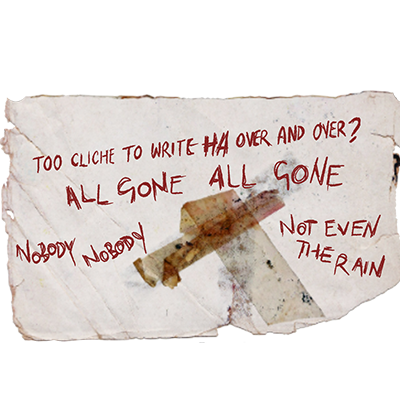 TOO CLICHE TO WRITE HA OVER AND OVER?
ALL GONE ALL GONE
NOBODY NOBODY
NOT EVEN
THE RAIN